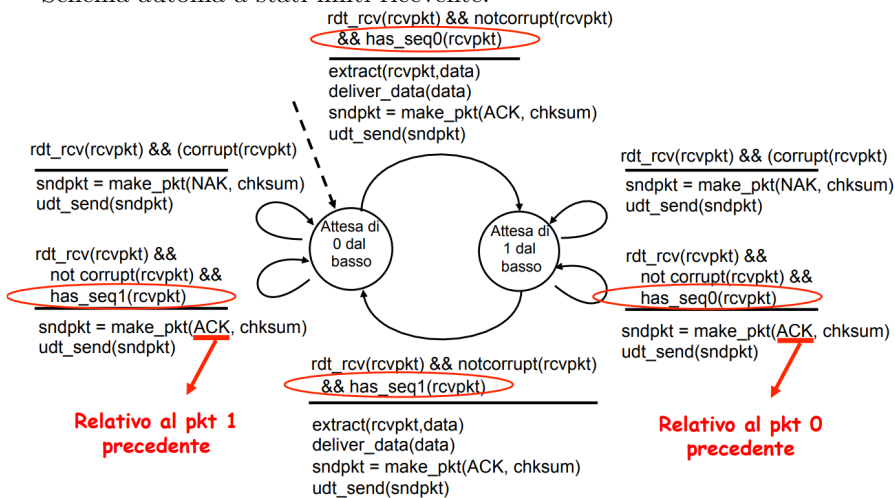 Schema automa a stati finiti ricevente:
rdt_rcv(rcvpkt) && notcorrupt(rcvpkt)
&& has_seq0(rcvpkt)
extract(rcvpkt,data)
deliver_data(data)
sndpkt = make_pkt(ACK, chksum)
udt_send(sndpkt)
rdt_rcv(rcvpkt) && (corrupt(rcvpkt)
sndpkt = make_pkt(NAK, chksum)
udt_send(sndpkt)
rdt_rcv(rcvpkt) &&
not corrupt(rcvpkt) &&
has_seq1(rcvpkt)
sndpkt = make_pkt(ACK, chksum)
udt_send(sndpkt)
Relativo al pkt 1
precedente
Attesa di
0 dal
basso
Attesa di
1 dal
basso
rdt_rcv(rcvpkt) && (corrupt(rcvpkt)
sndpkt = make_pkt(NAK, chksum)
udt_send(sndpkt)
rdt_rcv(rcvpkt) &&
not corrupt(rcvpkt) &&
has_seq0(rcvpkt)
sndpkt = make_pkt(ACK, chksum)
udt_send(sndpkt)
Relativo al pkt 0
precedente
rdt_rcv(rcvpkt) && notcorrupt(rcvpkt)
&& has_seq1(rcvpkt)
extract(rcvpkt,data)
deliver_data(data)
sndpkt = make_pkt(ACK, chksum)
udt_send(sndpkt)